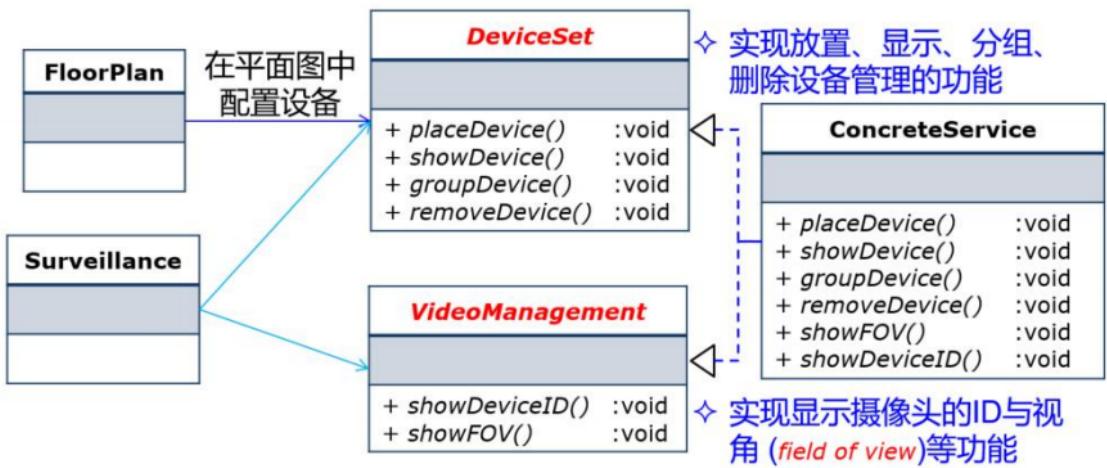 FloorPlan
在平面图中
配置设备
Surveillance
DeviceSet
+ placeDevice() :void
+ showDevice() :void
+ groupDevice() :void
+ removeDevice() :void
✧ 实现放置、显示、分组、
删除设备管理的功能
ConcreteService
+ placeDevice() :void
+ showDevice() :void
+ groupDevice() :void
+ removeDevice() :void
+ showFOV() :void
+ showDeviceID() :void
VideoManagement
+ showDeviceID() :void
+ showFOV() :void
✧ 实现显示摄像头的ID与视
角 (field of view)等功能